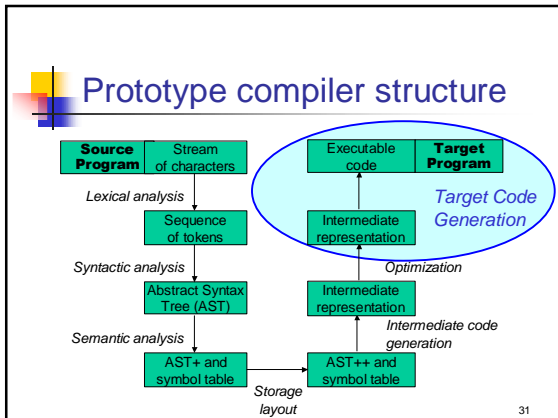 Prototype compiler structure
Source
Program
Stream
of characters
Lexical analysis
Sequence
of tokens
Syntactic analysis
Abstract Syntax
Tree (AST)
Semantic analysis
AST+ and
symbol table
Storage
layout
AST++ and
symbol table
Intermediate code
generation
Intermediate
representation
Optimization
Intermediate
representation
Target Code
Generation
Executable
code
Target
Program
31